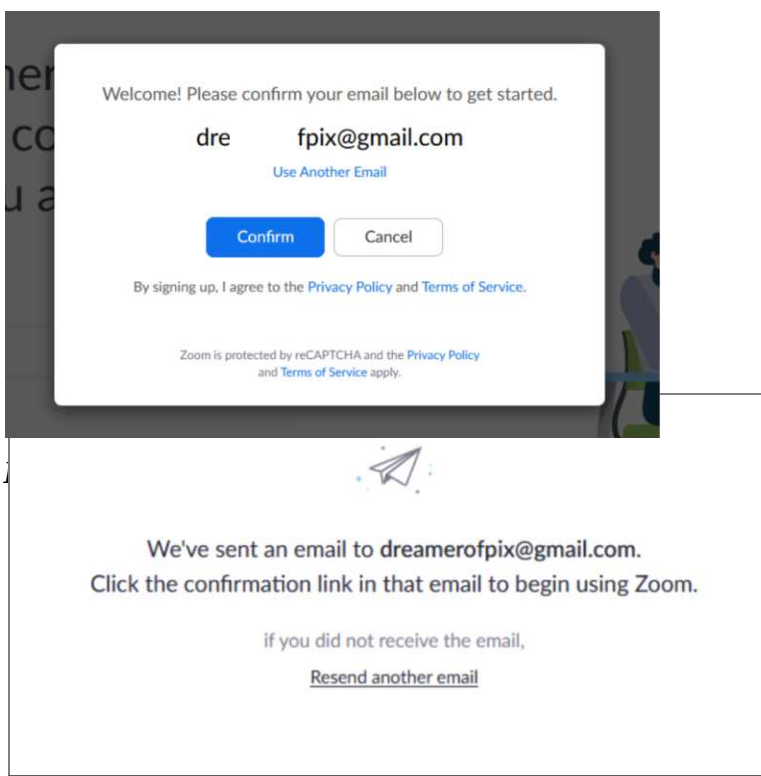 ner
co
u a
Welcome! Please confirm your email below to get started.
dre fpix@gmail.com
Use Another Email
Confirm Cancel
By signing up, I agree to the Privacy Policy and Terms of Service.
Zoom is protected by reCAPTCHA and the Privacy Policy
and Terms of Service apply.
We've sent an email to dreamerofpix@gmail.com.
Click the confirmation link in that email to begin using Zoom.
if you did not receive the email,
Resend another email